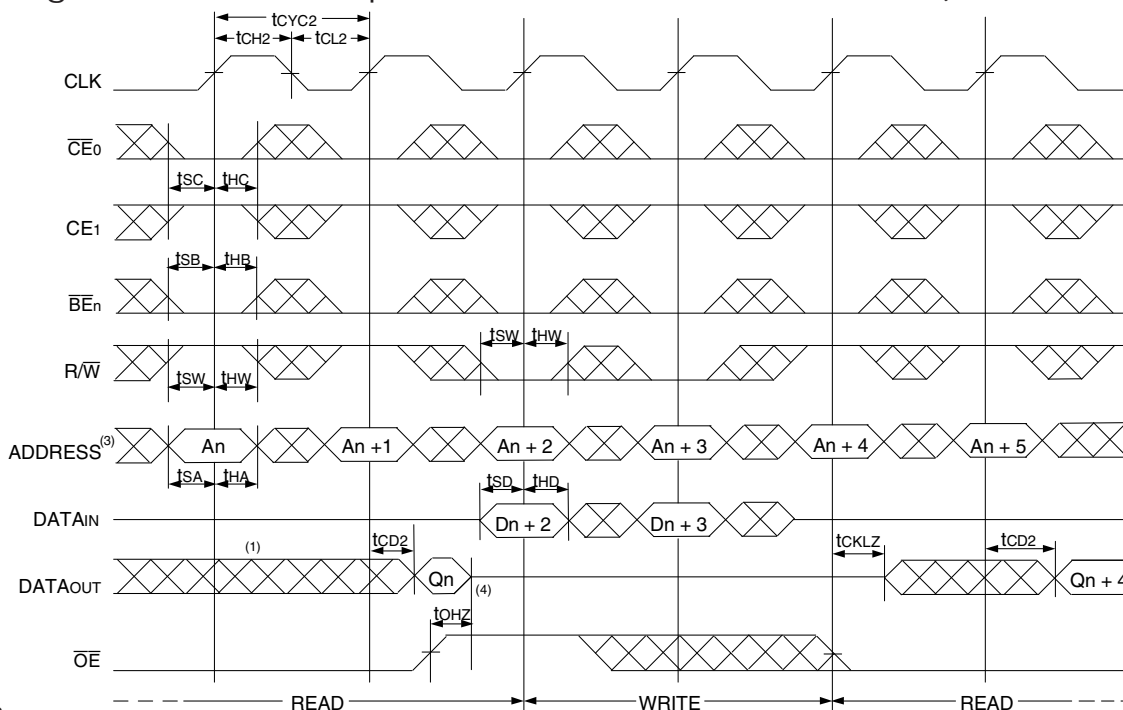 tCYC2
tCH2 tCL2
CLK
CE0
tSC tHC
CE1
tSB tHB
BEn
tSW tHW
R/W
tSW tHW
ADDRESS(3) An An +1 An + 2 An + 3 An + 4 An + 5
tSA tHA tSD tHD
DATAIN Dn + 2 Dn + 3
(1) tCD2 tCKLZ tCD2
DATAOUT Qn (4) Qn + 4
tOHZ
OE
READ WRITE READ